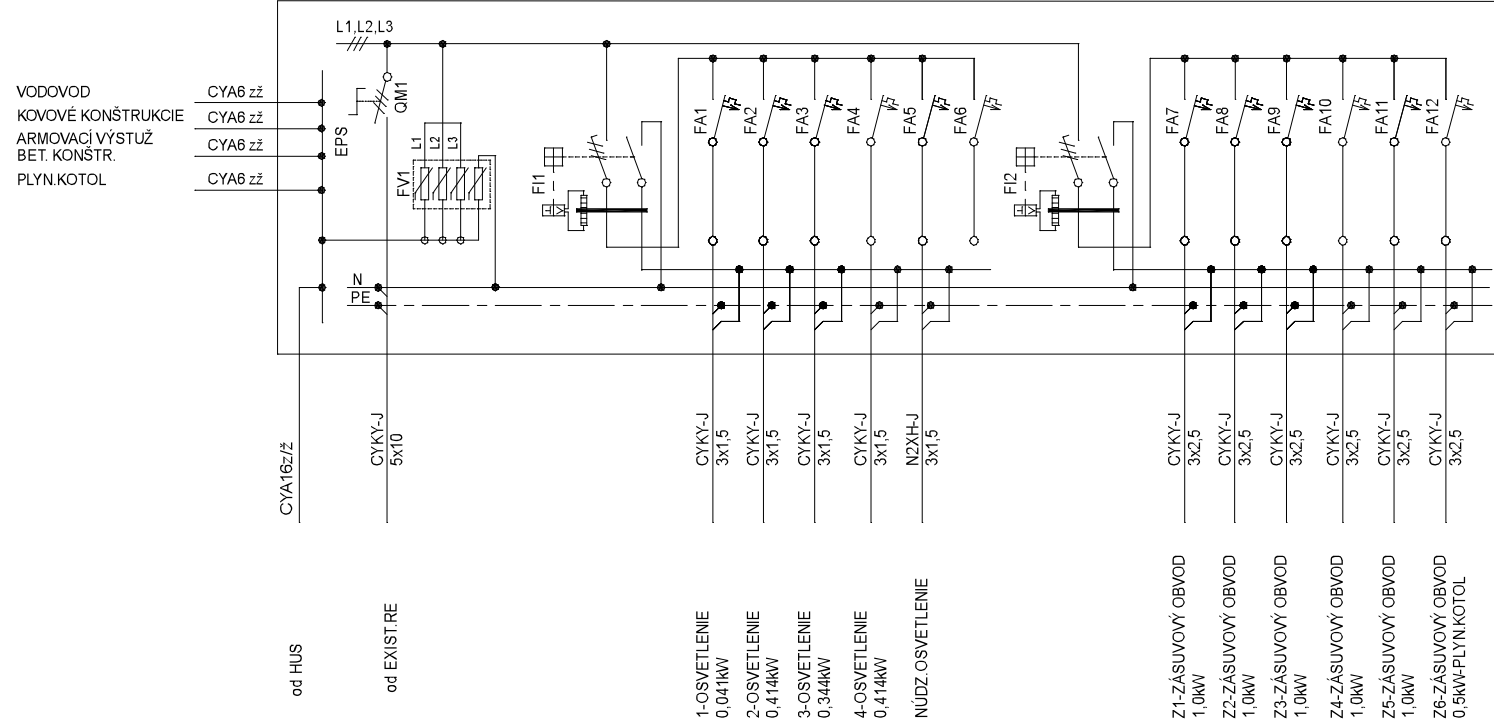 L1,L2,L3
VODOVOD
CYA6 zž
KOVOVÉ KONŠTRUKCIE
CYA6 zž
ARMOVACÍ VÝSTUŽ
BET. KONŠTR.
CYA6 zž
PLYN.KOTOL
CYA6 zž
EPS
QM1
L1
L2
L3
FV1
FI1
FA1
FA2
FA3
FA4
FA5
FA6
FI2
FA7
FA8
FA9
FA10
FA11
FA12
N
PE
CYA16z/ž
CYKY-J
5x10
CYKY-J
3x1,5
CYKY-J
3x1,5
CYKY-J
3x1,5
CYKY-J
3x1,5
N2XH-J
3x1,5
CYKY-J
3x2,5
CYKY-J
3x2,5
CYKY-J
3x2,5
CYKY-J
3x2,5
CYKY-J
3x2,5
CYKY-J
3x2,5
od HUS
od EXIST.RE
1-OSVETLENIE
0,041kW
2-OSVETLENIE
0,414kW
3-OSVETLENIE
0,344kW
4-OSVETLENIE
0,414kW
NÚDZ.OSVETLENIE
Z1-ZÁSUVOVÝ OBVOD
1,0kW
Z2-ZÁSUVOVÝ OBVOD
1,0kW
Z3-ZÁSUVOVÝ OBVOD
1,0kW
Z4-ZÁSUVOVÝ OBVOD
1,0kW
Z5-ZÁSUVOVÝ OBVOD
1,0kW
Z6-ZÁSUVOVÝ OBVOD
0,5kW-PLYN.KOTOL